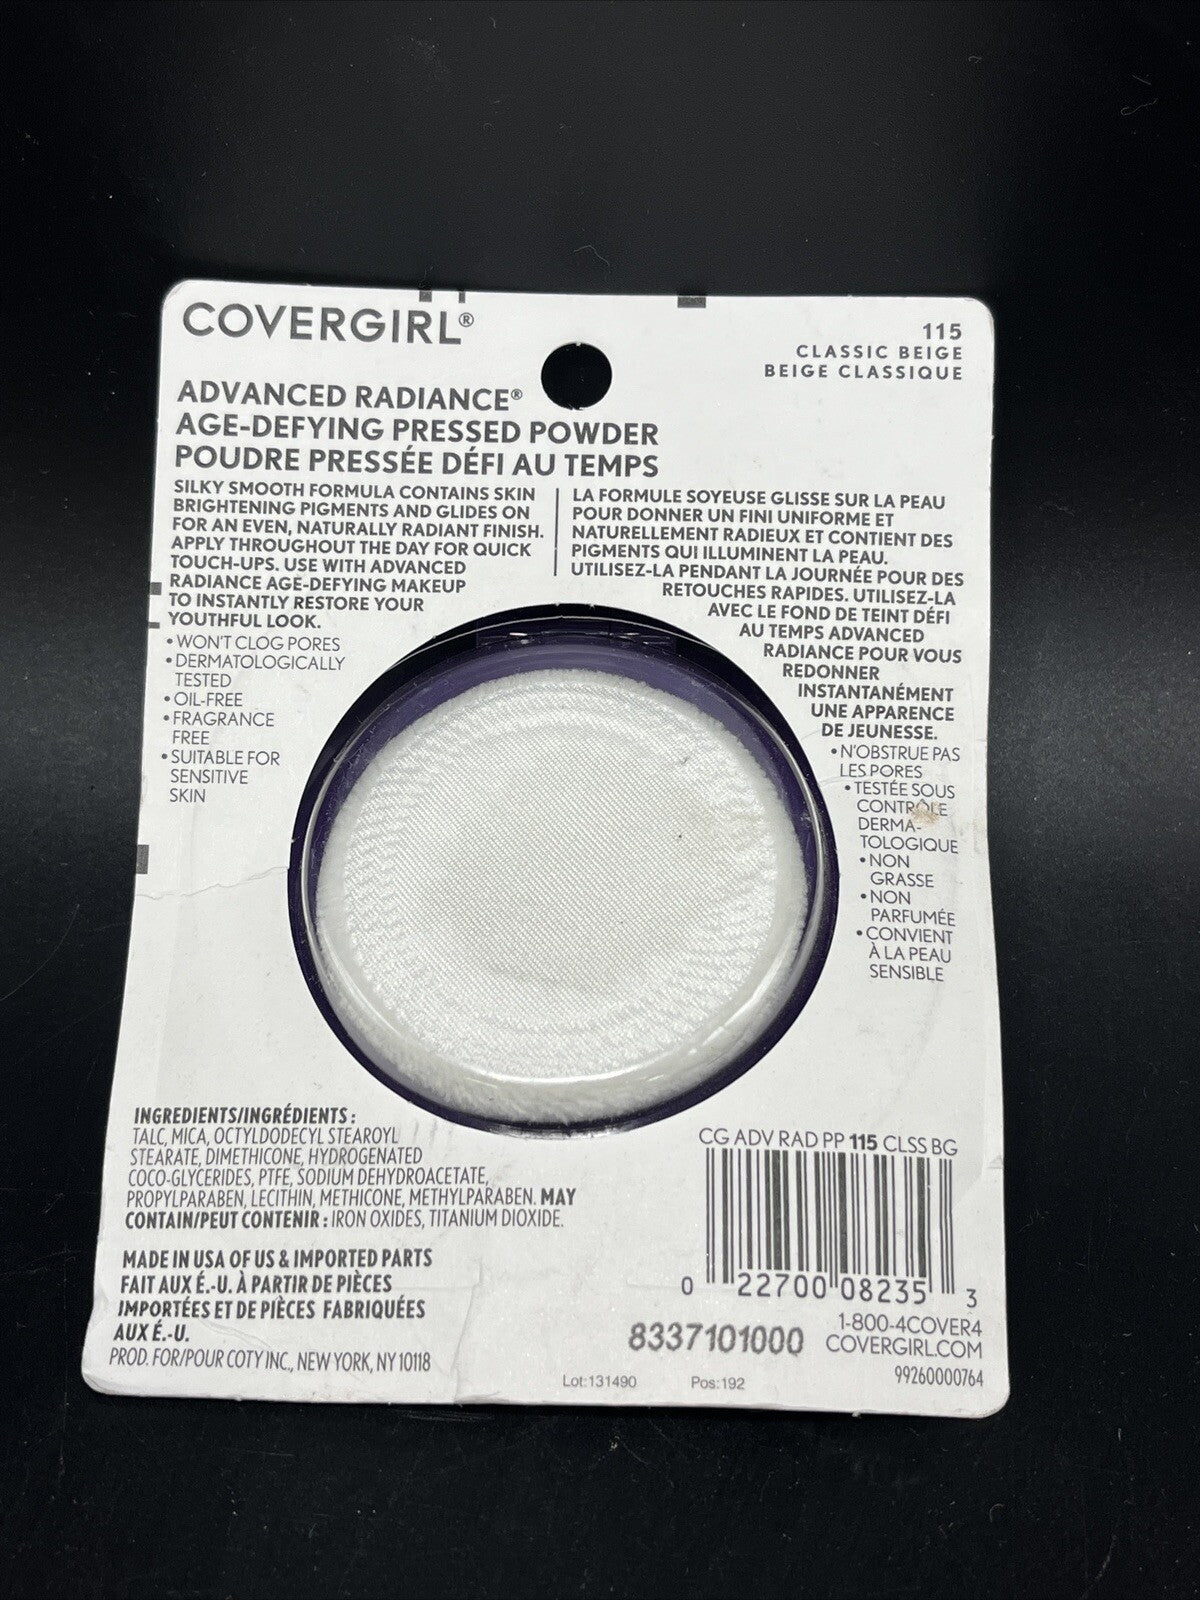 COVERGIRL®
115
CLASSIC BEIGE
BEIGE CLASSIQUE
ADVANCED RADIANCE®
AGE-DEFYING PRESSED POWDER
POUDRE PRESSÉE DÉFI AU TEMPS
SILKY SMOOTH FORMULA CONTAINS SKIN
BRIGHTENING PIGMENTS AND GLIDES ON
FOR AN EVEN, NATURALLY RADIANT FINISH.
APPLY THROUGHOUT THE DAY FOR QUICK
TOUCH-UPS. USE WITH ADVANCED
RADIANCE AGE-DEFYING MAKEUP
TO INSTANTLY RESTORE YOUR
YOUTHFUL LOOK.
• WON'T CLOG PORES
• DERMATOLOGICALLY
TESTED
• OIL-FREE
• FRAGRANCE
FREE
• SUITABLE FOR
SENSITIVE
SKIN
LA FORMULE SOYEUSE GLISSE SUR LA PEAU
POUR DONNER UN FINI UNIFORME ET
NATURELLEMENT RADIEUX ET CONTIENT DES
PIGMENTS QUI ILLUMINENT LA PEAU.
UTILISEZ-LA PENDANT LA JOURNÉE POUR DES
RETOUCHES RAPIDES. UTILISEZ-LA
AVEC LE FOND DE TEINT DÉFI
AU TEMPS ADVANCED
RADIANCE POUR VOUS
REDONNER
INSTANTANÉMENT
UNE APPARENCE
DE JEUNESSE.
• N'OBSTRUE PAS
LES PORES
• TESTÉE SOUS
CONTRÔLE
DERMA-
TOLOGIQUE
• NON
GRASSE
• NON
PARFUMÉE
• CONVIENT
À LA PEAU
SENSIBLE
INGREDIENTS/INGRÉDIENTS :
TALC, MICA, OCTYLDODECYL STEAROYL
STEARATE, DIMETHICONE, HYDROGENATED
COCO-GLYCERIDES, PTFE, SODIUM DEHYDROACETATE,
PROPYLPARABEN, LECITHIN, METHICONE, METHYLPARABEN. MAY
CONTAIN/PEUT CONTENIR : IRON OXIDES, TITANIUM DIOXIDE.
MADE IN USA OF US & IMPORTED PARTS
FAIT AUX É.-U. À PARTIR DE PIÈCES
IMPORTÉES ET DE PIÈCES FABRIQUÉES
AUX É.-U.
PROD. FOR/POUR COTY INC., NEW YORK, NY 10118
CG ADV RAD PP 115 CLSS BG
0 22700 08235 3
8337101000
1-800-4COVER4
COVERGIRL.COM
99260000764
Lot:131490 Pos:192